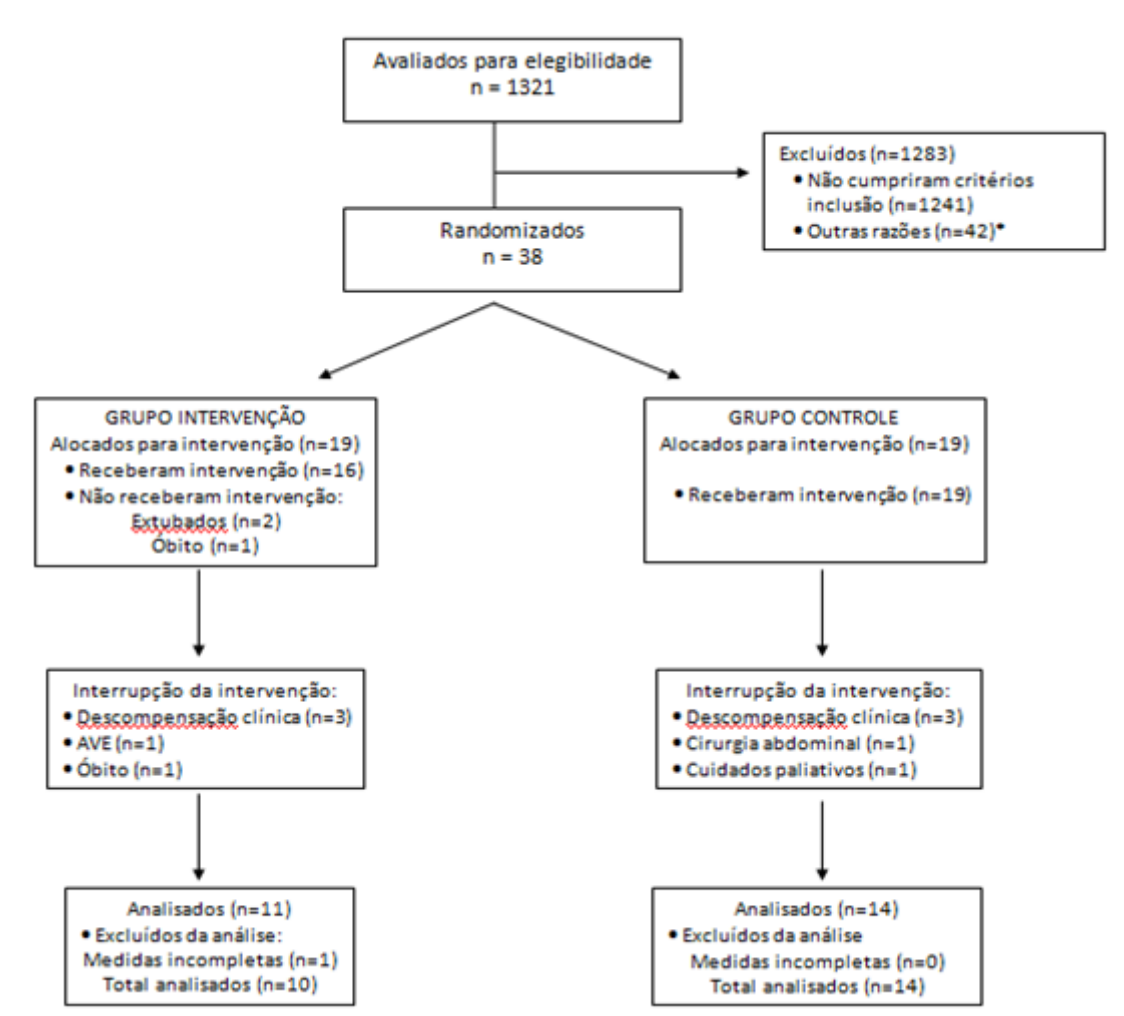 Avaliados para elegibilidade
n = 1321
Excluídos (n=1283)
• Não cumpriram critérios
inclusão (n=1241)
• Outras razões (n=42)*
Randomizados
n = 38
GRUPO INTERVENÇÃO
Alocados para intervenção (n=19)
• Receberam intervenção (n=16)
• Não receberam intervenção:
Extubados (n=2)
Óbito (n=1)
GRUPO CONTROLE
Alocados para intervenção (n=19)
• Receberam intervenção (n=19)
Interrupção da intervenção:
• Descompensação clínica (n=3)
• AVE (n=1)
• Óbito (n=1)
Interrupção da intervenção:
• Descompensação clínica (n=3)
• Cirurgia abdominal (n=1)
• Cuidados paliativos (n=1)
Analisados (n=11)
• Excluídos da análise:
Medidas incompletas (n=1)
Total analisados (n=10)
Analisados (n=14)
• Excluídos da análise
Medidas incompletas (n=0)
Total analisados (n=14)